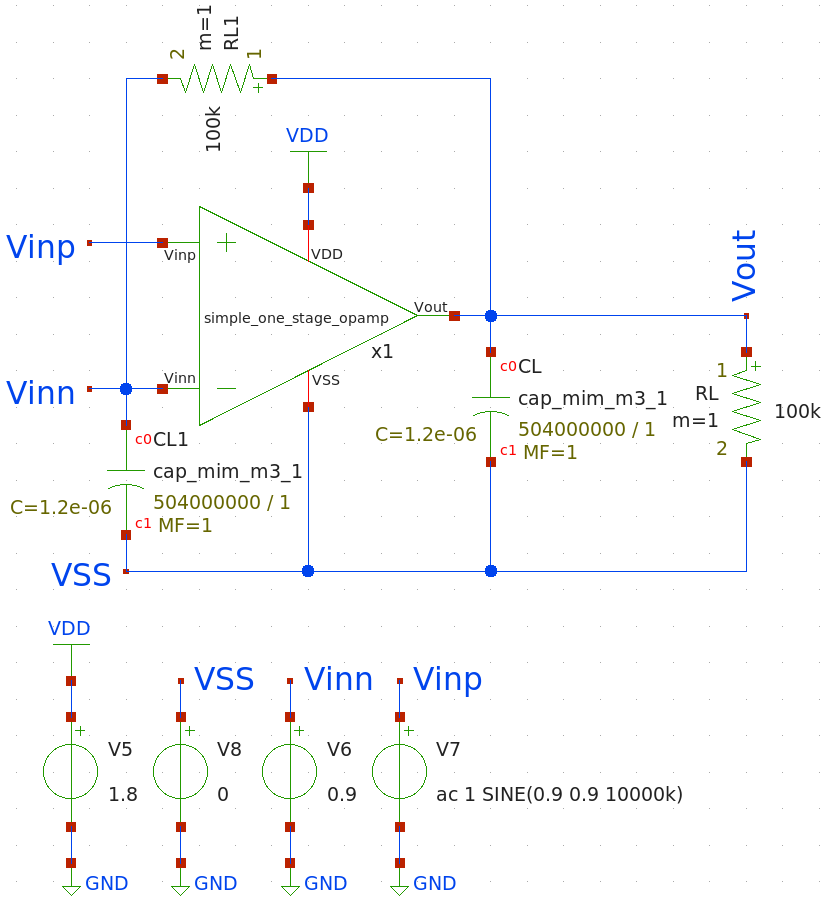 2
m=1
RL1
1
100k
VDD
Vinp
Vinp
VDD
Vout
simple_one_stage_opamp
x1
Vinn
Vinn
VSS
Vout
c0 CL
cap_mim_m3_1
504000000 / 1
C=1.2e-06
c1 MF=1
1
RL
m=1
100k
2
c0 CL1
cap_mim_m3_1
504000000 / 1
C=1.2e-06
c1 MF=1
VSS
VDD
VSS
Vinn
Vinp
V5
1.8
V8
0
V6
0.9
V7
ac 1 SINE(0.9 0.9 10000k)
GND
GND
GND
GND